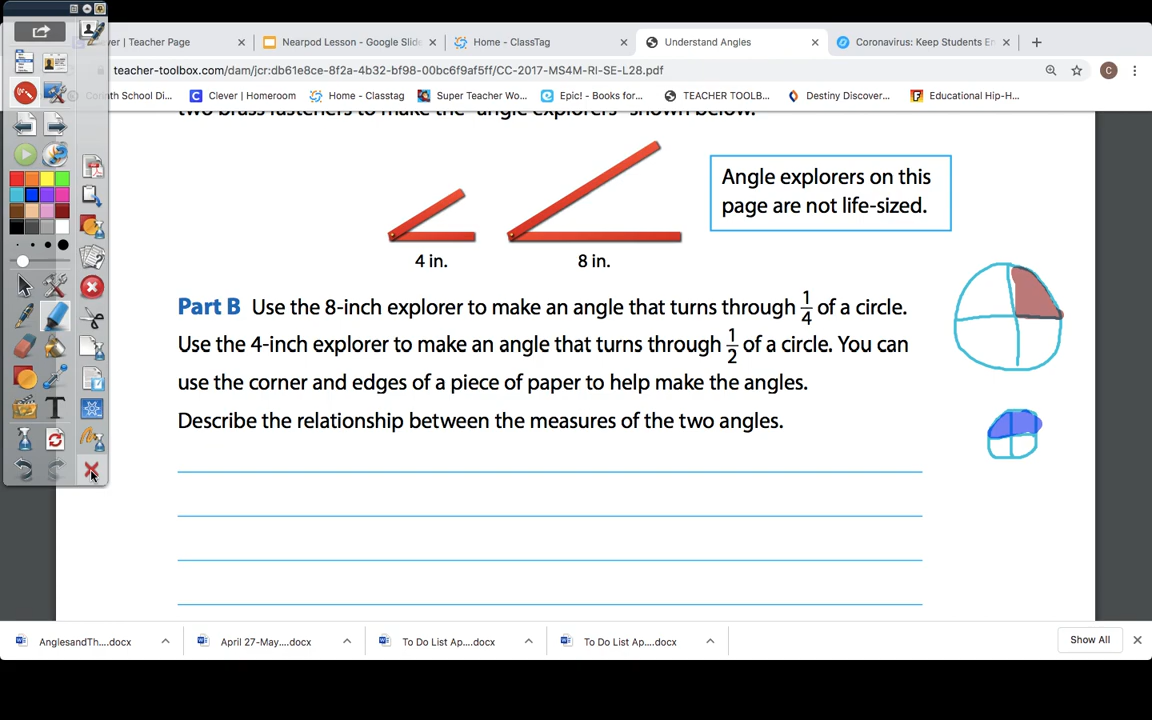 ver | Teacher Page
Nearpod Lesson - Google Slide
Home - ClassTag
Understand Angles
Coronavirus: Keep Students En
teacher-toolbox.com/dam/jcr:db61e8ce-8f2a-4b32-bf98-00bc6f9af5ff/CC-2017-MS4M-RI-SE-L28.pdf
C
Corinth School Di...
Clever | Homeroom
Home - Classtag
Super Teacher Wo...
Epic! - Books for...
TEACHER TOOLB...
Destiny Discover...
Educational Hip-H...
two brass fasteners to make the "angle explorers" shown below.
Angle explorers on this
page are not life-sized.
4 in.
8 in.
Part B Use the 8-inch explorer to make an angle that turns through 1/4 of a circle.
Use the 4-inch explorer to make an angle that turns through 1/2 of a circle. You can
use the corner and edges of a piece of paper to help make the angles.
Describe the relationship between the measures of the two angles.
AnglesandTh....docx
April 27-May....docx
To Do List Ap....docx
To Do List Ap....docx
Show All